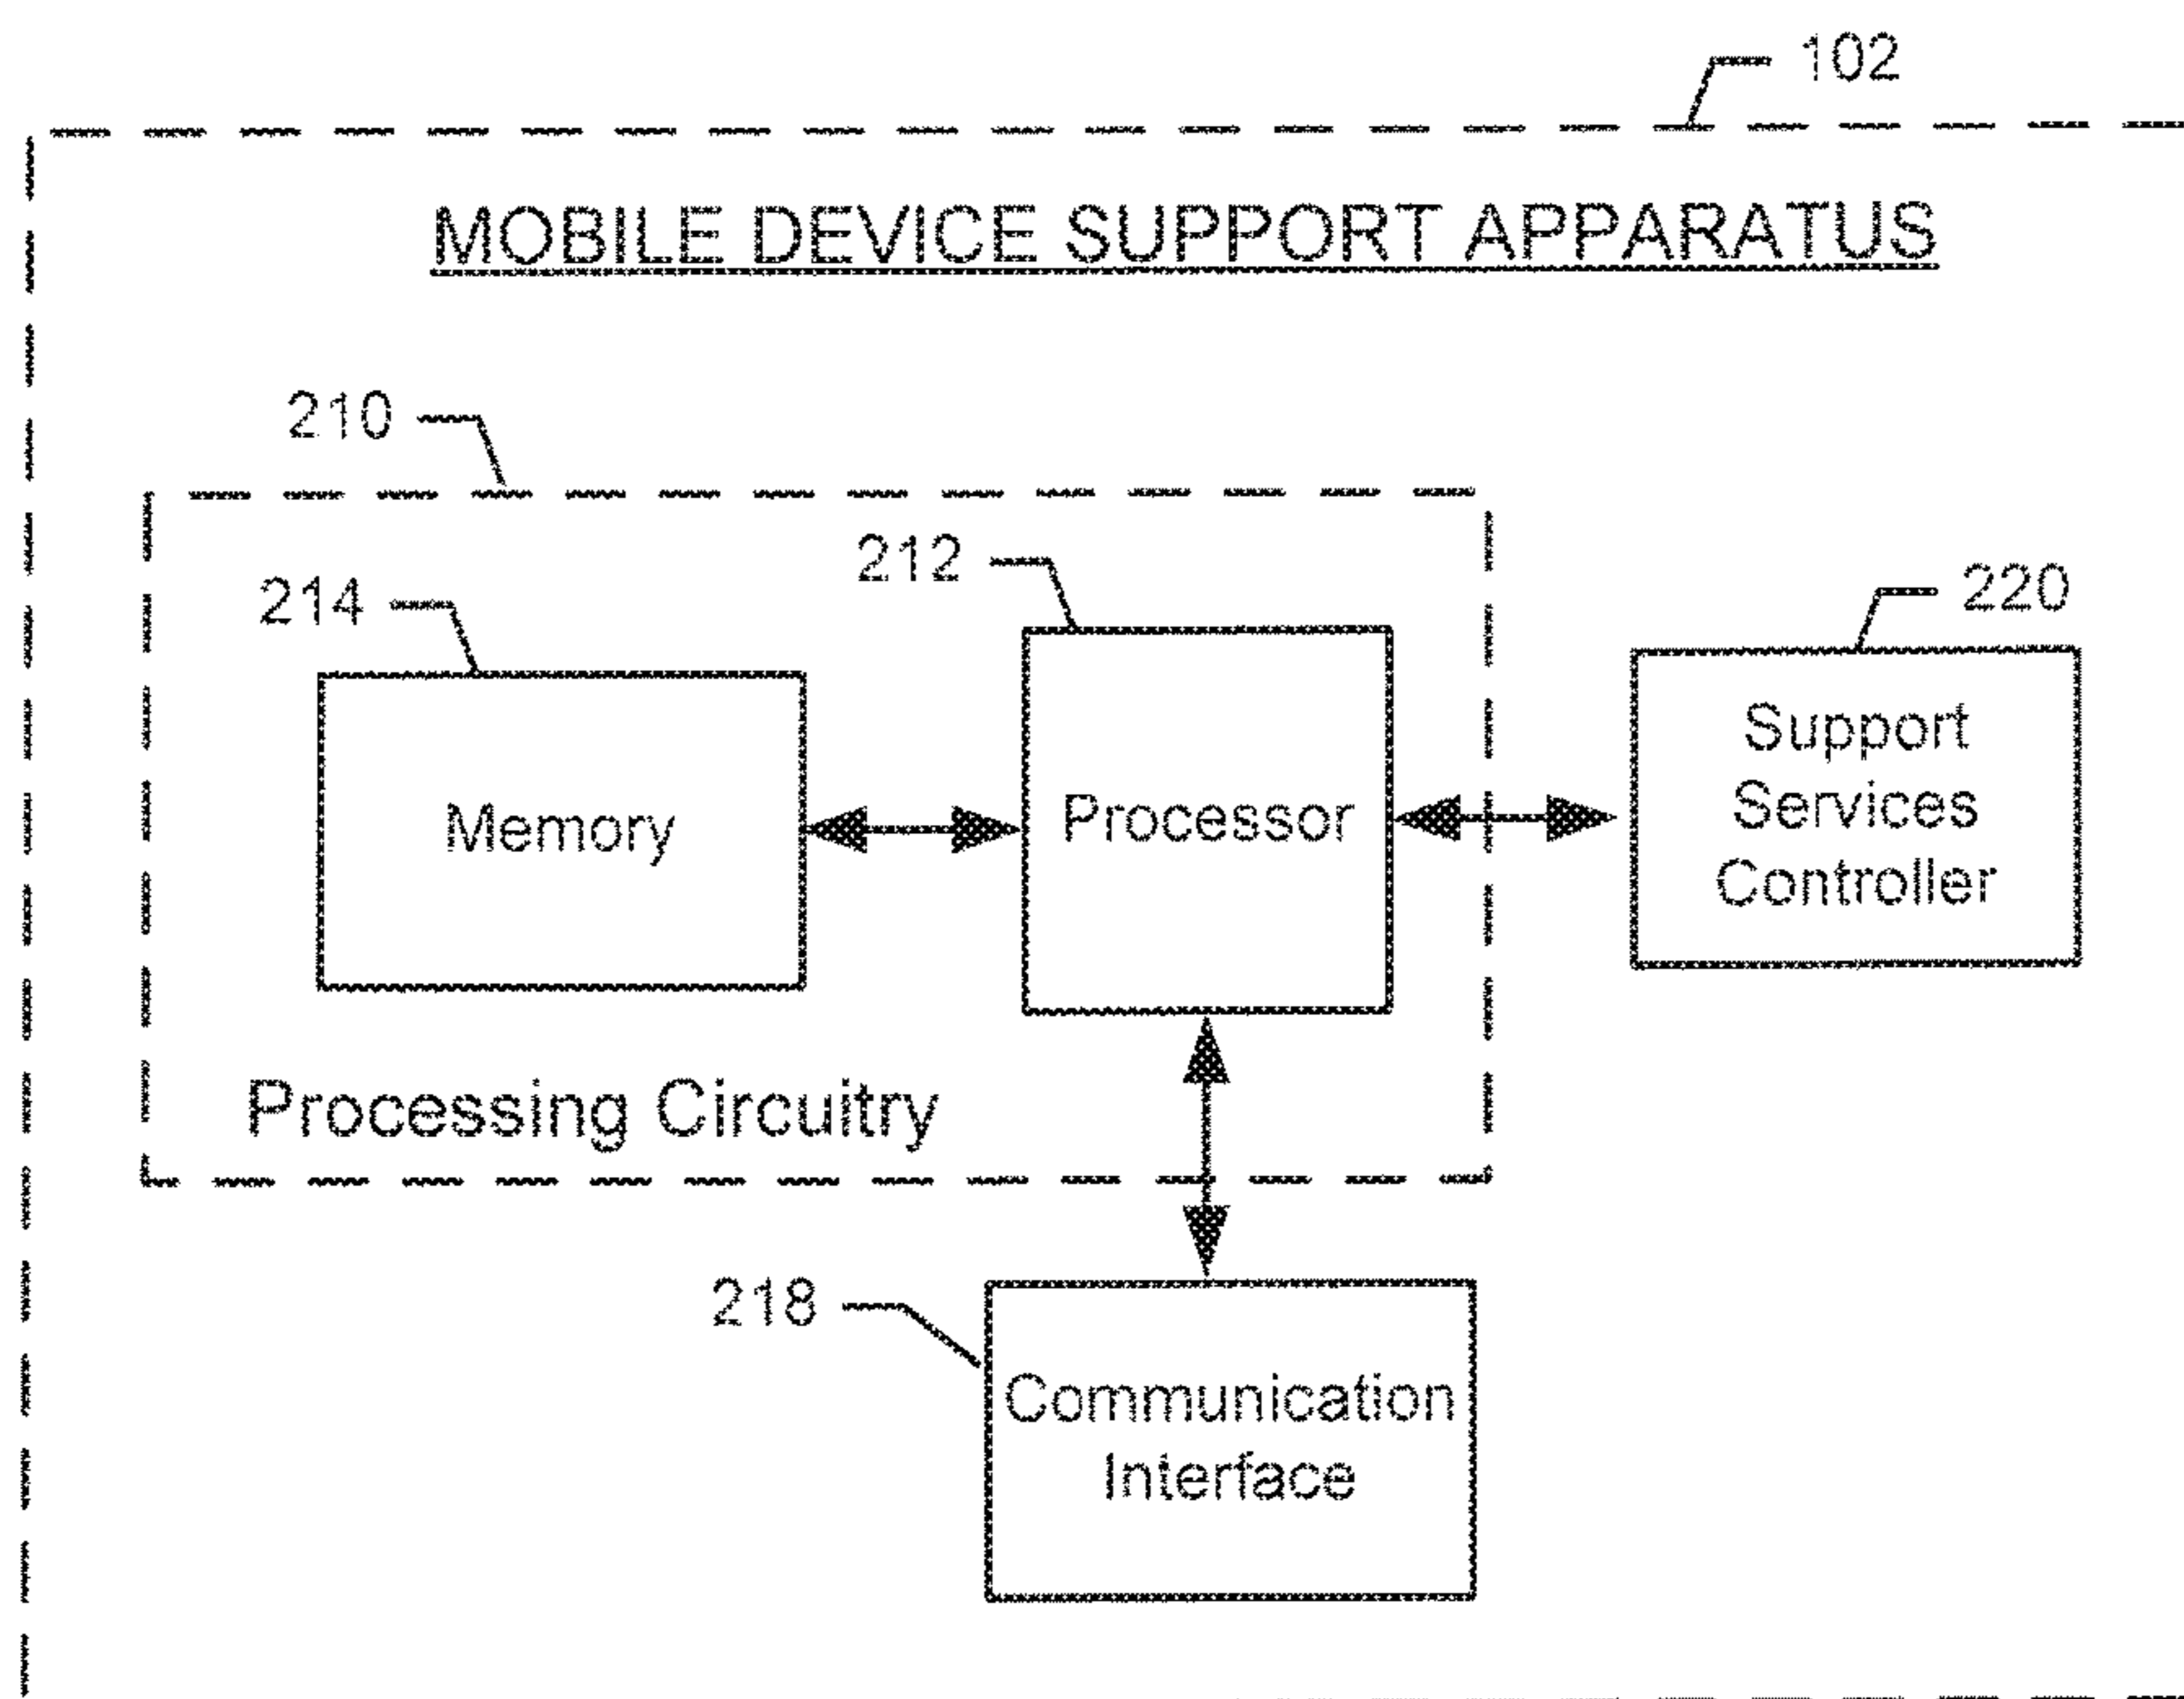 102
MOBILE DEVICE SUPPORT APPARATUS
210
212
214
220
Memory
Processor
Support
Services
Controller
Processing Circuitry
218
Communication
Interface